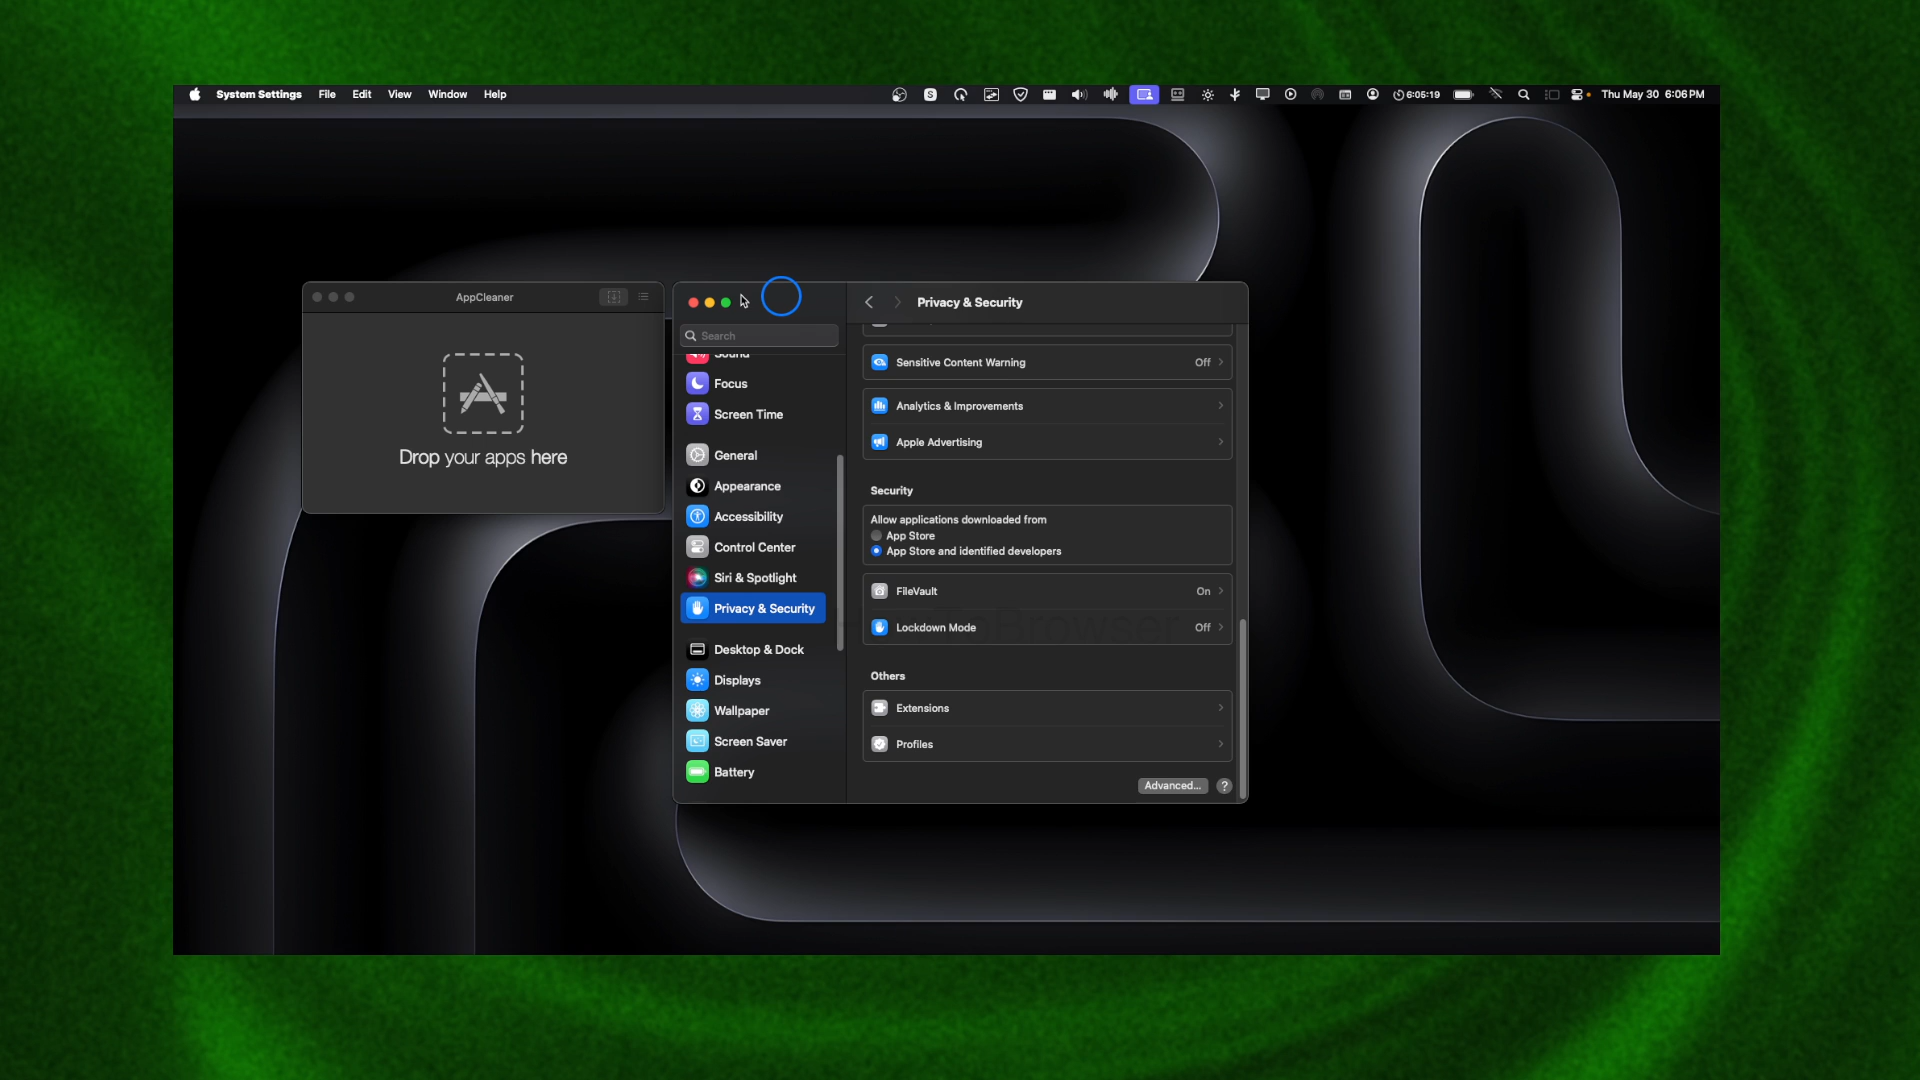 System Settings File Edit View Window Help
S
6:05:19
Thu May 30 6:06 PM
AppCleaner
Drop your apps here
Privacy & Security
Search
Sound
Focus
Screen Time
General
Appearance
Accessibility
Control Center
Siri & Spotlight
Privacy & Security
Desktop & Dock
Displays
Wallpaper
Screen Saver
Battery
Sensitive Content Warning Off
Analytics & Improvements
Apple Advertising
Security
Allow applications downloaded from
App Store
App Store and identified developers
FileVault On
Lockdown Mode Off
Others
Extensions
Profiles
Advanced... ?